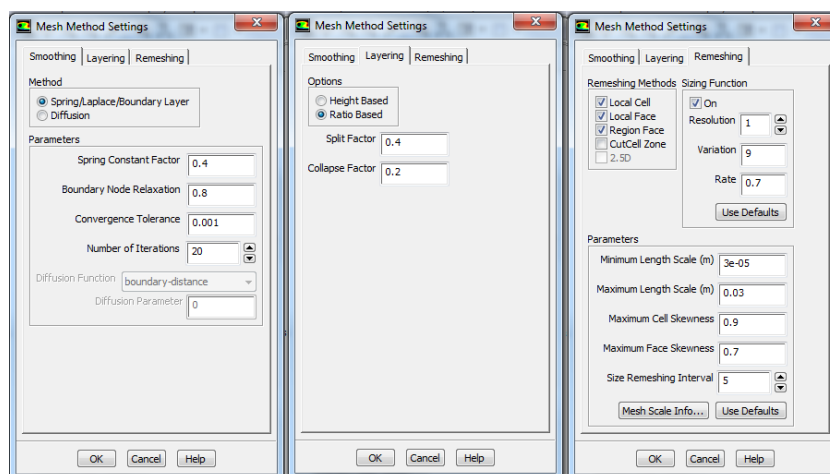 Mesh Method Settings
Smoothing Layering Remeshing
Method
Spring/Laplace/Boundary Layer
Diffusion
Parameters
Spring Constant Factor 0.4
Boundary Node Relaxation 0.8
Convergence Tolerance 0.001
Number of Iterations 20
Diffusion Function boundary-distance
Diffusion Parameter 0
OK Cancel Help
Mesh Method Settings
Smoothing Layering Remeshing
Options
Height Based
Ratio Based
Split Factor 0.4
Collapse Factor 0.2
OK Cancel Help
Mesh Method Settings
Smoothing Layering Remeshing
Remeshing Methods
Local Cell
Local Face
Region Face
CutCell Zone
2.5D
Sizing Function
On
Resolution 1
Variation 9
Rate 0.7
Use Defaults
Parameters
Minimum Length Scale (m) 3e-05
Maximum Length Scale (m) 0.03
Maximum Cell Skewness 0.9
Maximum Face Skewness 0.7
Size Remeshing Interval 5
Mesh Scale Info... Use Defaults
OK Cancel Help